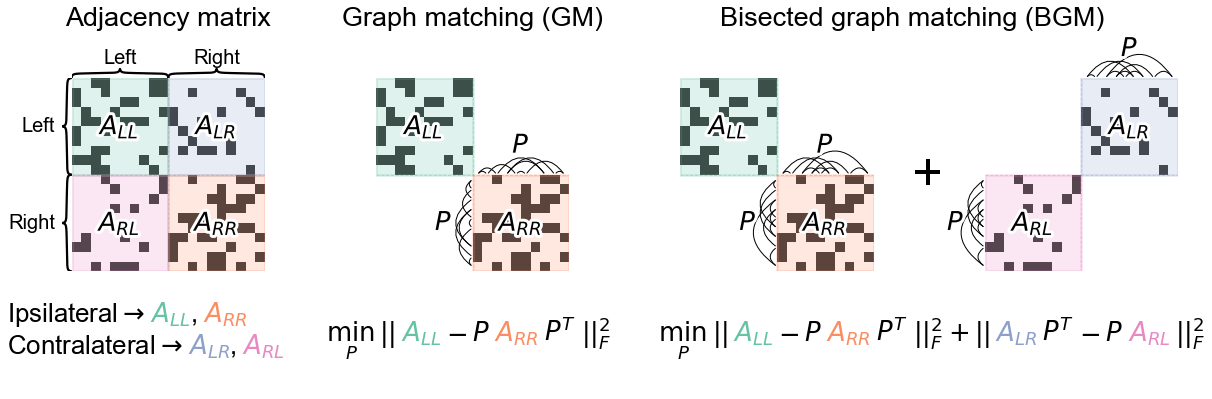 Adjacency matrix
Graph matching (GM)
Bisected graph matching (BGM)
Left
Right
Left
Right
A_{LL}
A_{LR}
A_{RL}
A_{RR}
A_{LL}
P
P
A_{RR}
A_{LL}
P
P
A_{RR}
+
P
A_{LR}
P
A_{RL}
Ipsilateral → A_{LL}, A_{RR}
Contralateral → A_{LR}, A_{RL}
min_P || A_{LL} − P A_{RR} P^T ||_F^2
min_P || A_{LL} − P A_{RR} P^T ||_F^2 + || A_{LR} P^T − P A_{RL} ||_F^2